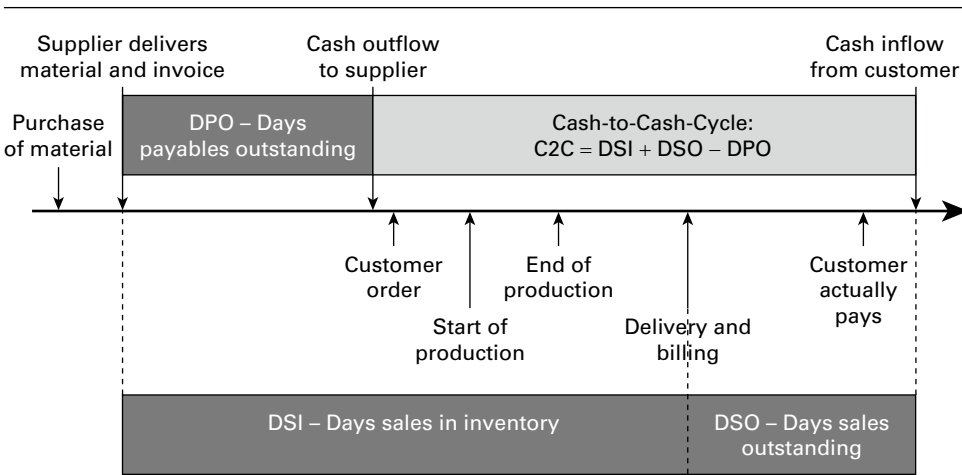 Supplier delivers
material and invoice
Cash outflow
to supplier
Cash inflow
from customer
Purchase
of material
DPO – Days
payables outstanding
Cash-to-Cash-Cycle:
C2C = DSI + DSO – DPO
Customer
order
Start of
production
End of
production
Delivery and
billing
Customer
actually
pays
DSI – Days sales in inventory
DSO – Days sales
outstanding